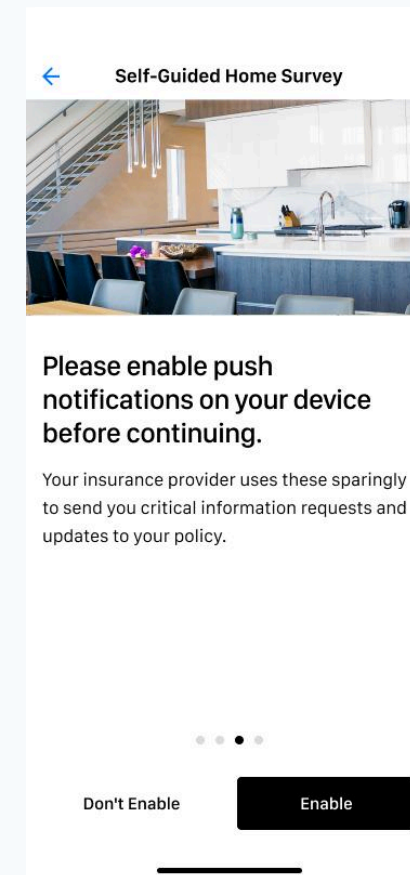 Self-Guided Home Survey
Please enable push
notifications on your device
before continuing.
Your insurance provider uses these sparingly
to send you critical information requests and
updates to your policy.
Don't Enable
Enable